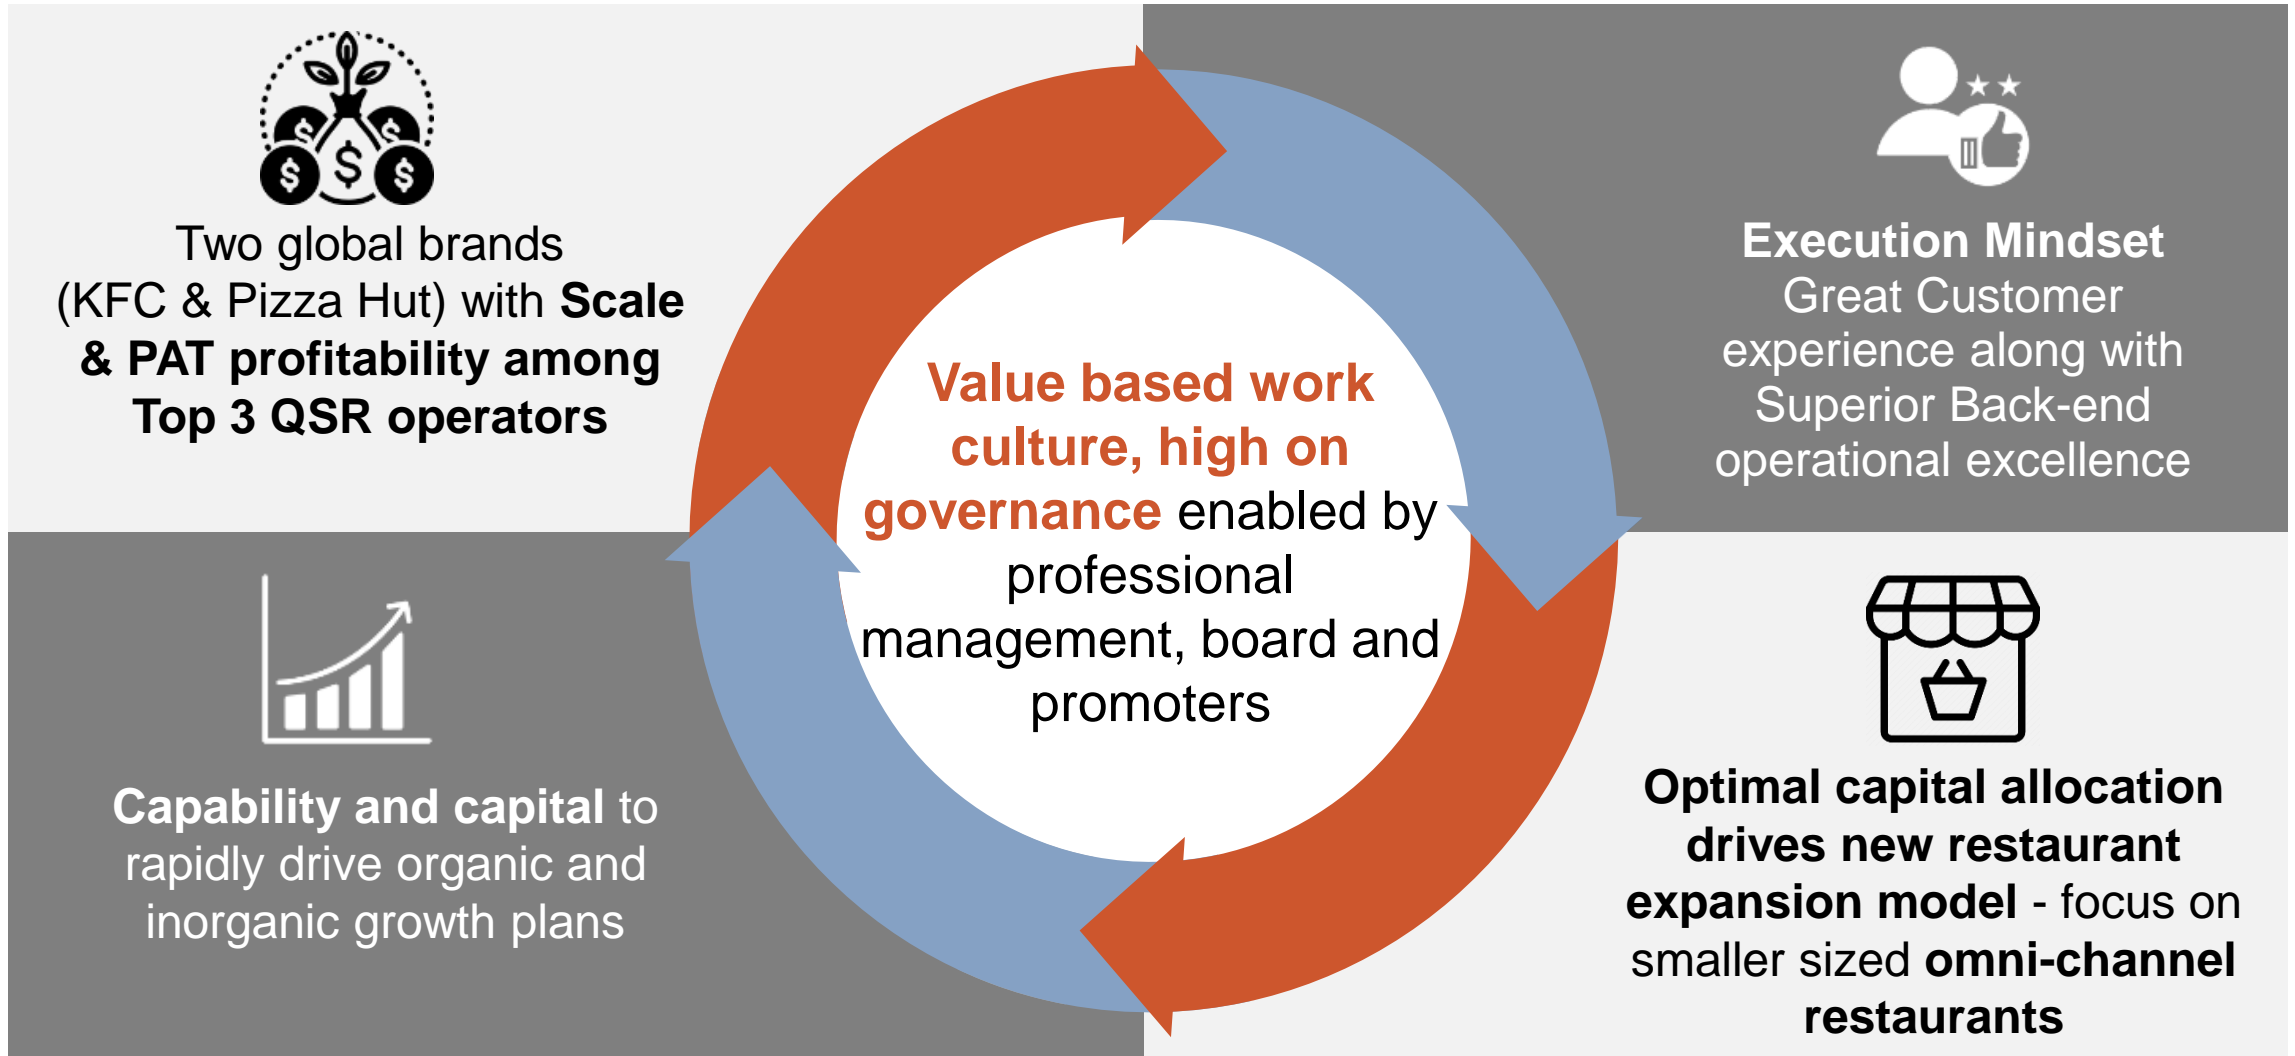 Two global brands
(KFC & Pizza Hut) with Scale
& PAT profitability among
Top 3 QSR operators
Execution Mindset
Great Customer
experience along with
Superior Back-end
operational excellence
Value based work
culture, high on
governance enabled by
professional
management, board and
promoters
Capability and capital to
rapidly drive organic and
inorganic growth plans
Optimal capital allocation
drives new restaurant
expansion model - focus on
smaller sized omni-channel
restaurants